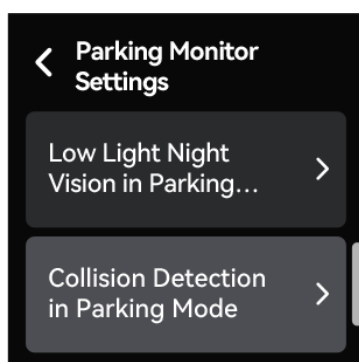 Parking Monitor
Settings
Low Light Night
Vision in Parking...
Collision Detection
in Parking Mode